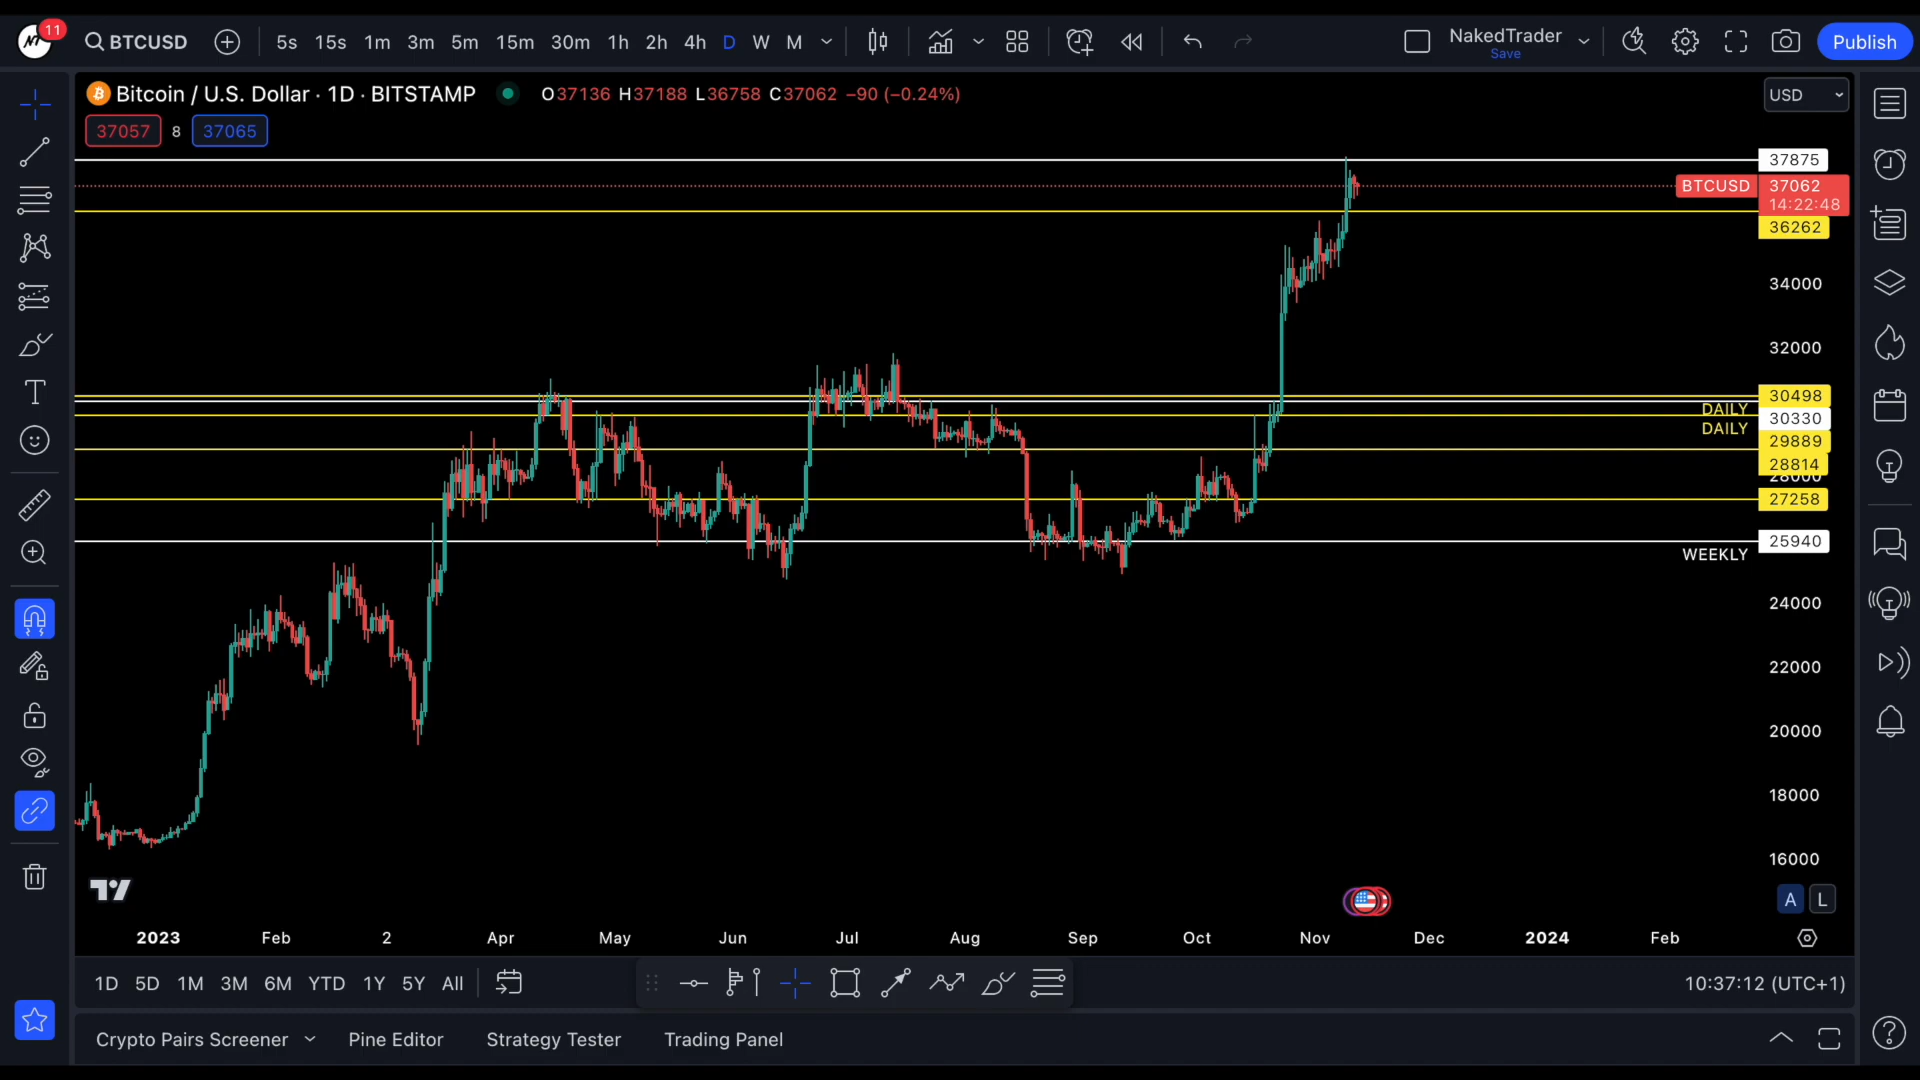 11
BTCUSD 5s 15s 1m 3m 5m 15m 30m 1h 2h 4h D W M NakedTrader Save Publish
Bitcoin / U.S. Dollar · 1D · BITSTAMP O37136 H37188 L36758 C37062 −90 (−0.24%) USD
37057 8 37065
37875
BTCUSD 37062
14:22:48
36262
34000
32000
30498
DAILY
30330
DAILY
29889
28814
28000
27258
25940
WEEKLY
24000
22000
20000
18000
16000
A L
2023 Feb 2 Apr May Jun Jul Aug Sep Oct Nov Dec 2024 Feb
1D 5D 1M 3M 6M YTD 1Y 5Y All 10:37:12 (UTC+1)
Crypto Pairs Screener Pine Editor Strategy Tester Trading Panel